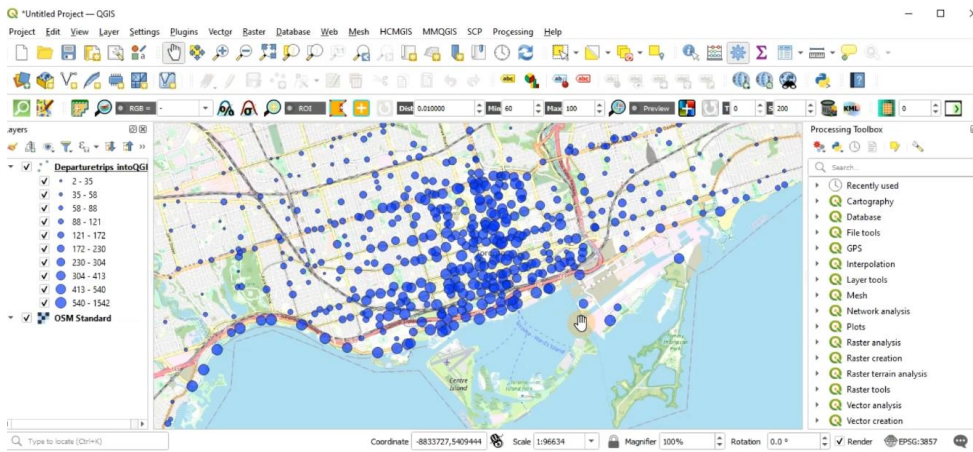 *Untitled Project — QGIS
Project Edit View Layer Settings Plugins Vector Raster Database Web Mesh HCMGIS MMQGIS SCP Processing Help
RGB = - ROI Dist 0.010000 Min 60 Max 100 Preview T 0 S 200 KML 0
ayers
Processing Toolbox
Departuretrips intoQGI
2 - 35
35 - 58
58 - 88
88 - 121
121 - 172
172 - 230
230 - 304
304 - 413
413 - 540
540 - 1542
OSM Standard
Centre
Island
Search...
Recently used
Cartography
Database
File tools
GPS
Interpolation
Layer tools
Mesh
Network analysis
Plots
Raster analysis
Raster creation
Raster terrain analysis
Raster tools
Vector analysis
Vector creation
Type to locate (Ctrl+K) Coordinate -8833727,5409444 Scale 1:96634 Magnifier 100% Rotation 0.0 ° Render EPSG:3857